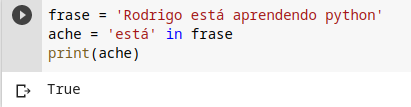 frase = 'Rodrigo está aprendendo python'
ache = 'está' in frase
print(ache)
True